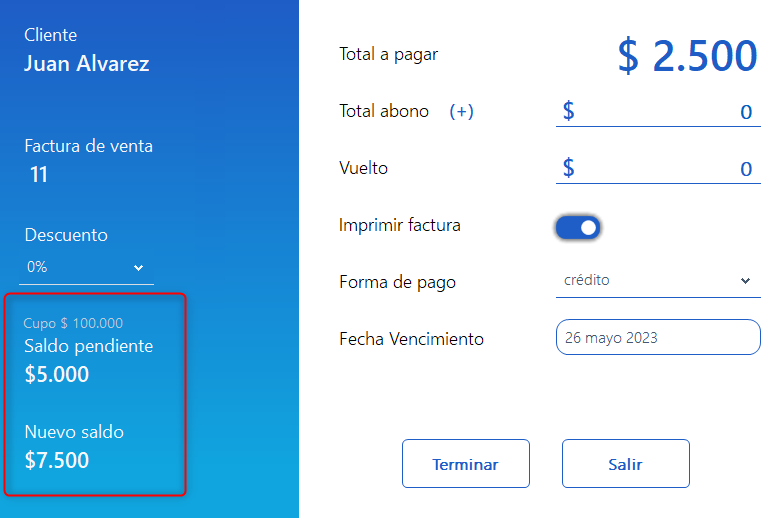 Cliente
Juan Alvarez
Factura de venta
11
Descuento
0%
Cupo $ 100.000
Saldo pendiente
$5.000
Nuevo saldo
$7.500
Total a pagar $ 2.500
Total abono (+) $ 0
Vuelto $ 0
Imprimir factura
Forma de pago crédito
Fecha Vencimiento 26 mayo 2023
Terminar Salir